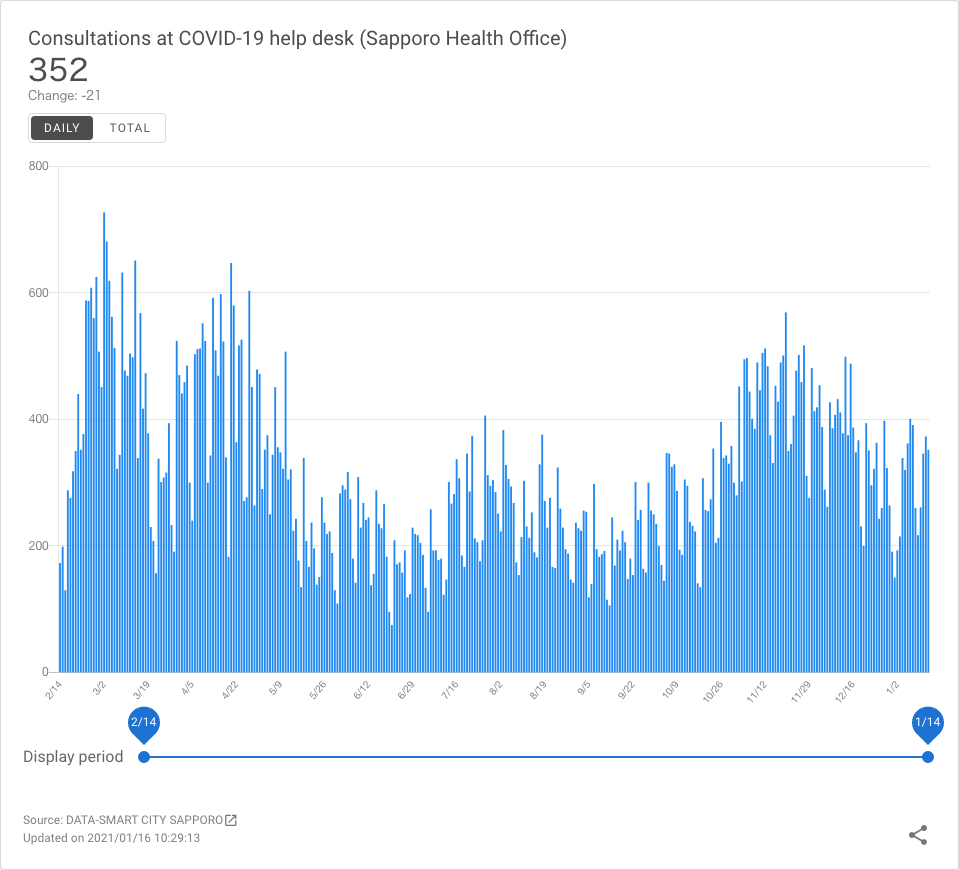 Consultations at COVID-19 help desk (Sapporo Health Office)
352
Change: -21
DAILY TOTAL
800
600
400
200
0
2/14 3/2 3/19 4/5 4/22 5/9 5/26 6/12 6/29 7/16 8/2 8/19 9/5 9/22 10/9 10/26 11/12 11/29 12/16 1/2
2/14 1/14
Display period
Source: DATA-SMART CITY SAPPORO
Updated on 2021/01/16 10:29:13